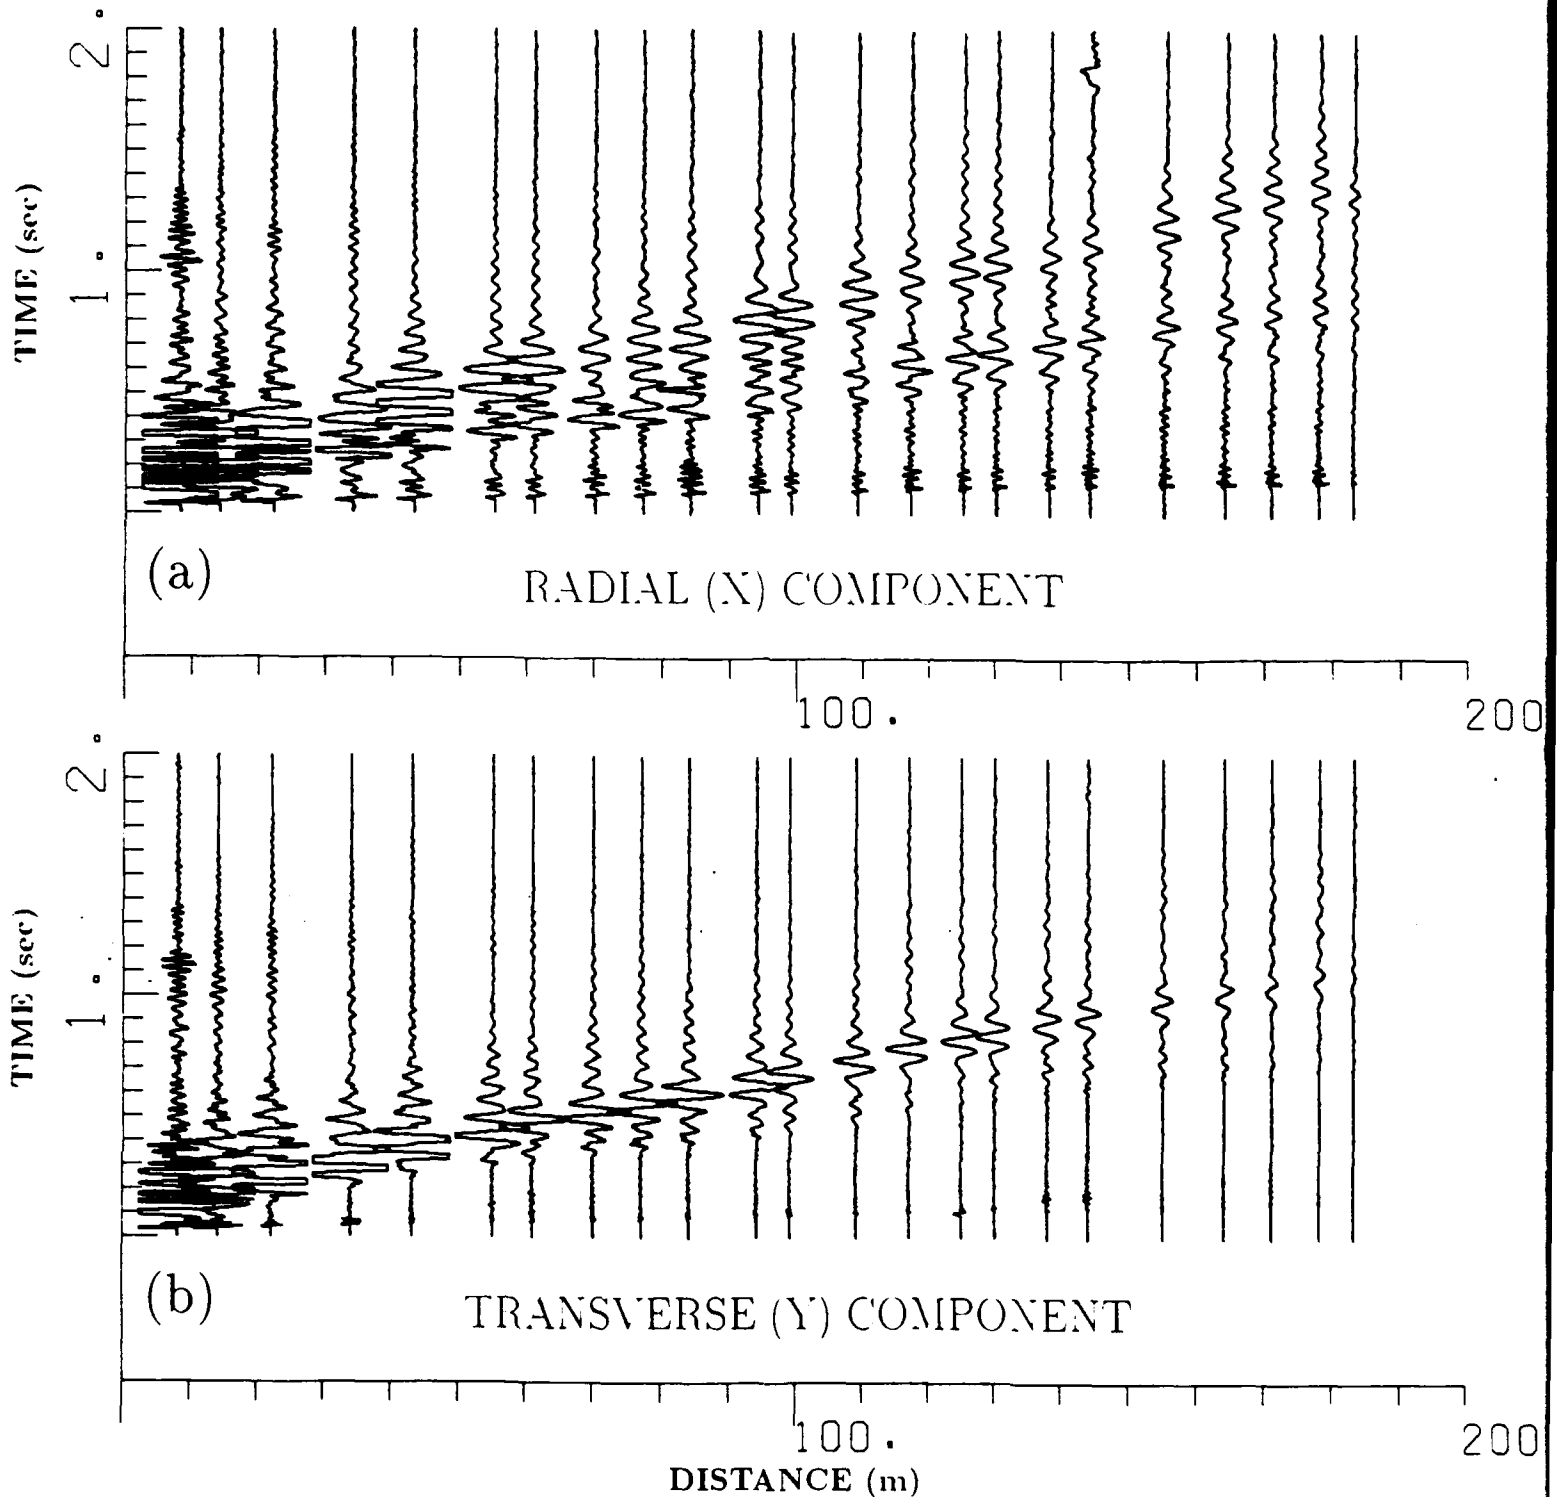 2.
TIME (sec)
1.
(a)
RADIAL (X) COMPONENT
100.
200
2.
TIME (sec)
1.
(b)
TRANSVERSE (Y) COMPONENT
100.
200
DISTANCE (m)